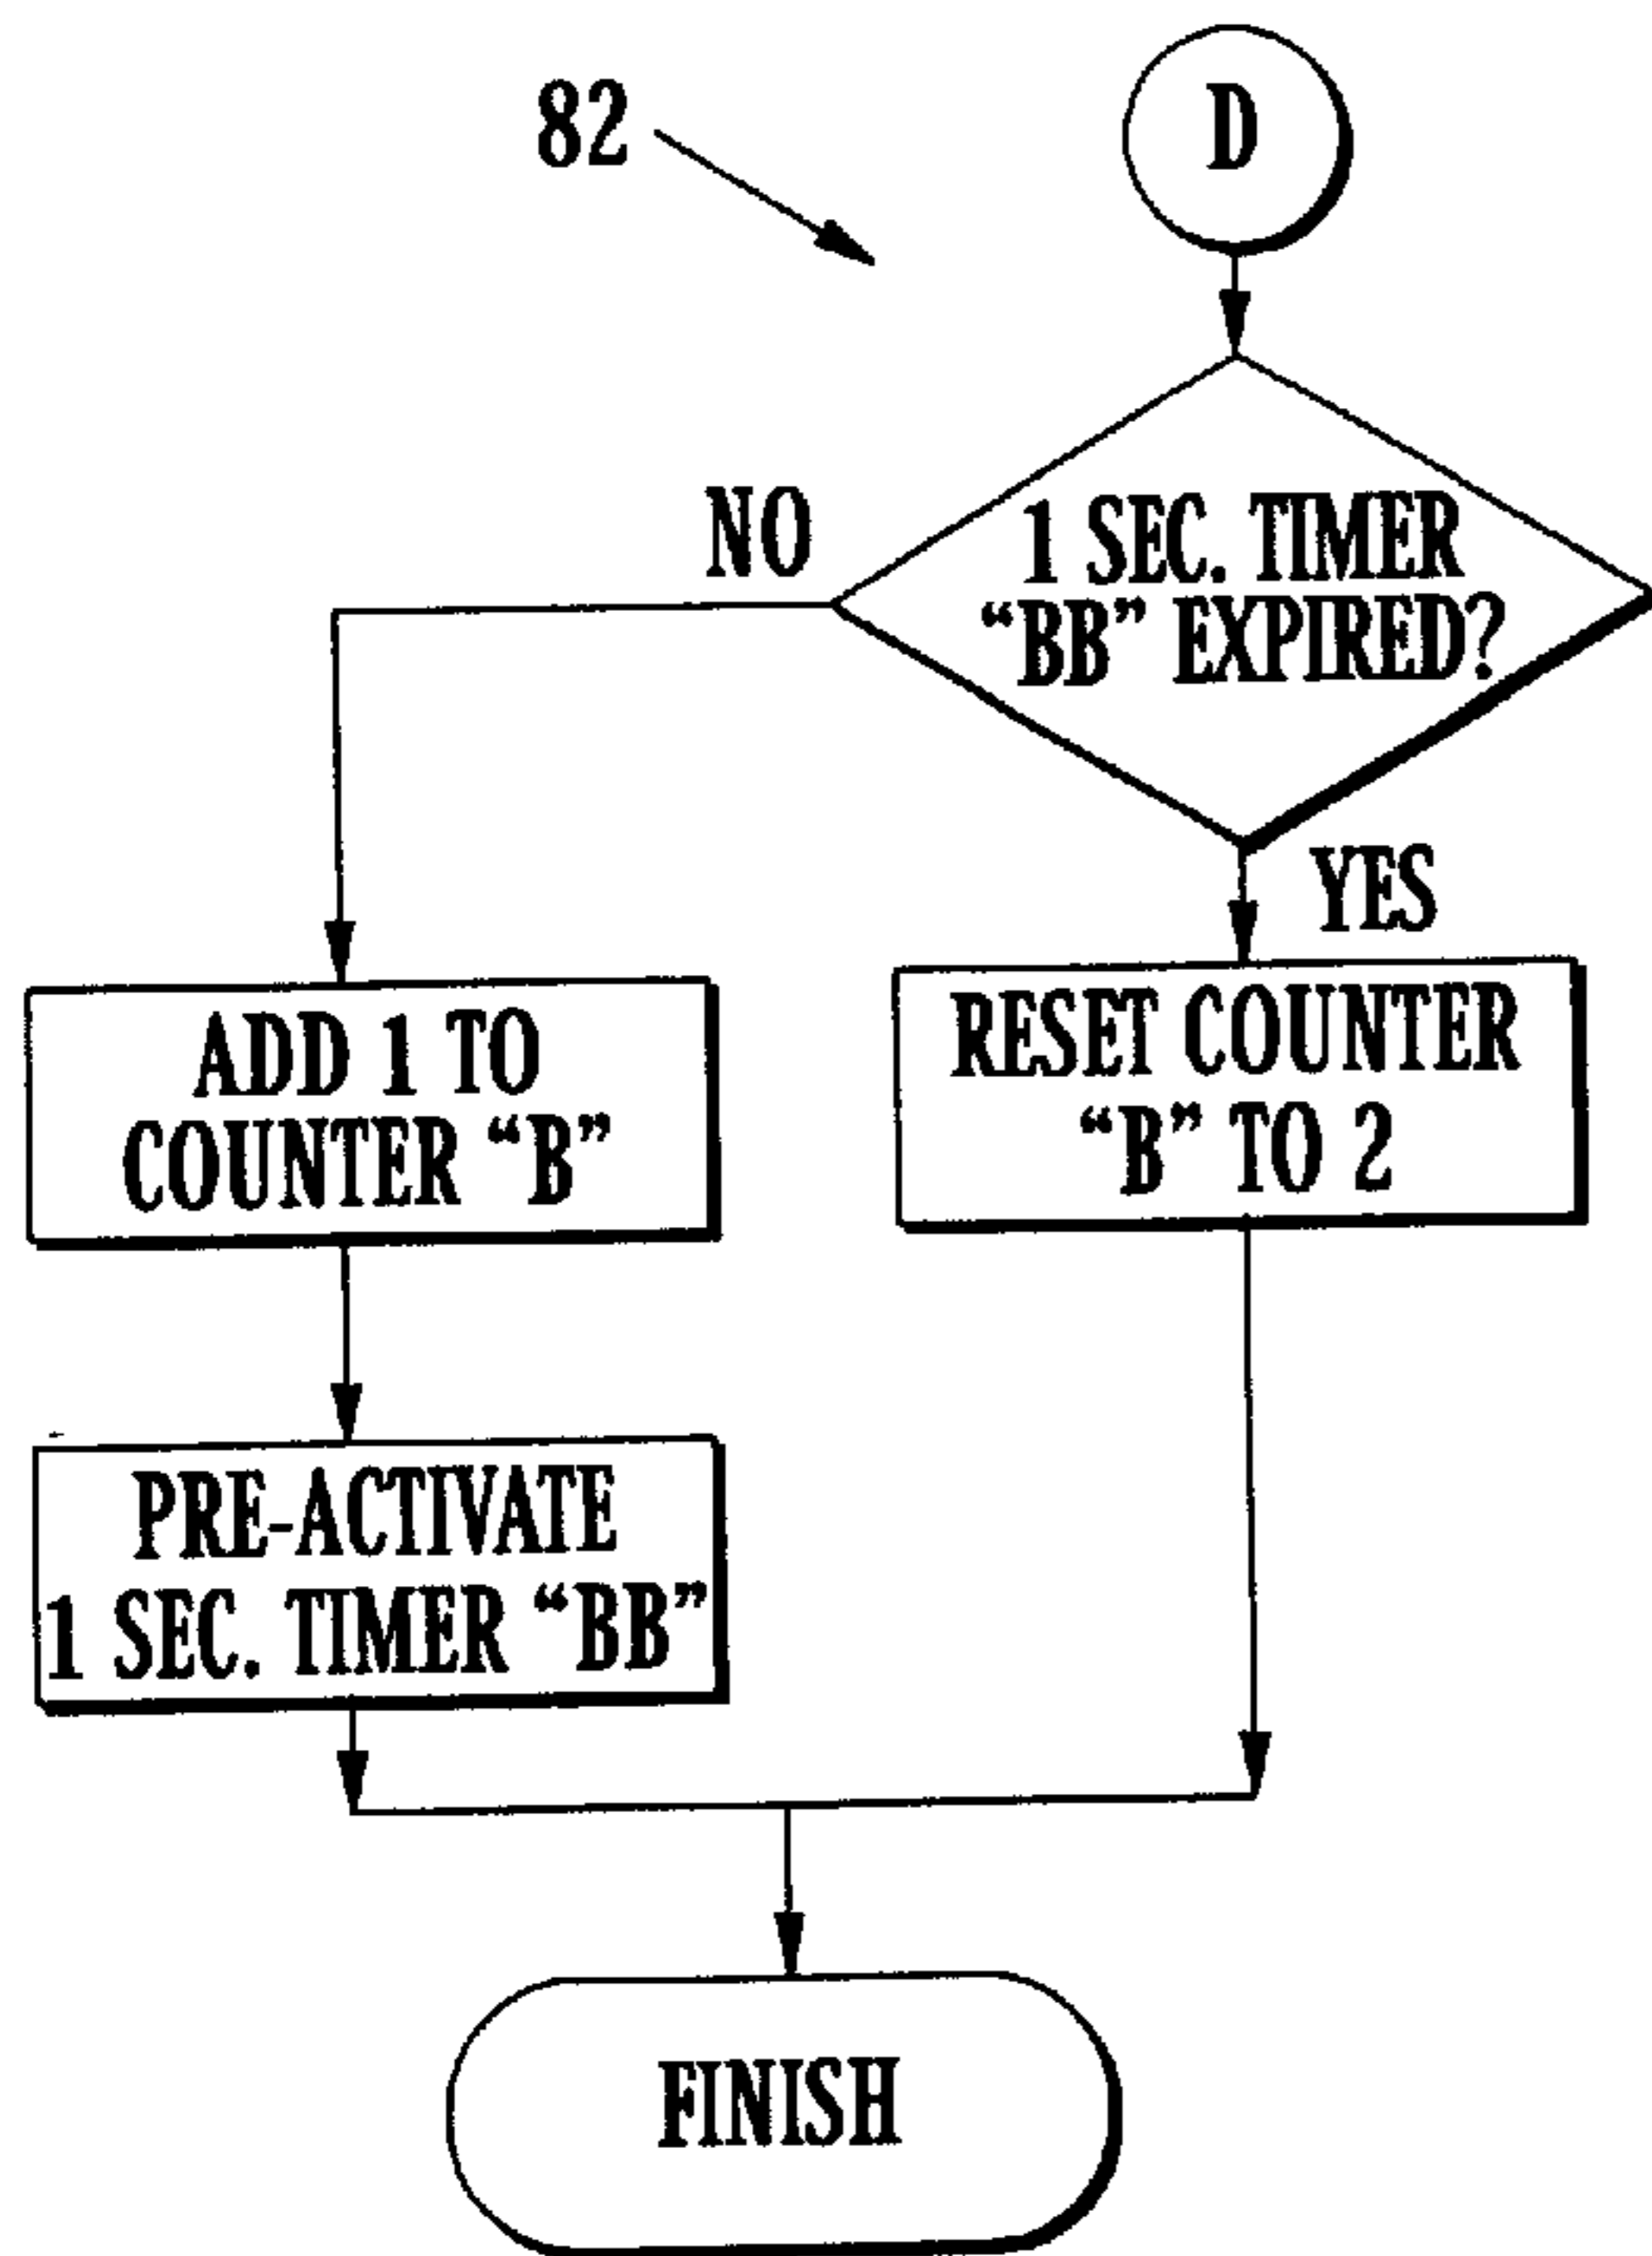 82
D
1 SEC. TIMER
“BB” EXPIRED?
NO
YES
ADD 1 TO
COUNTER “B”
RESET COUNTER
“B” TO 2
PRE-ACTIVATE
1 SEC. TIMER “BB”
FINISH